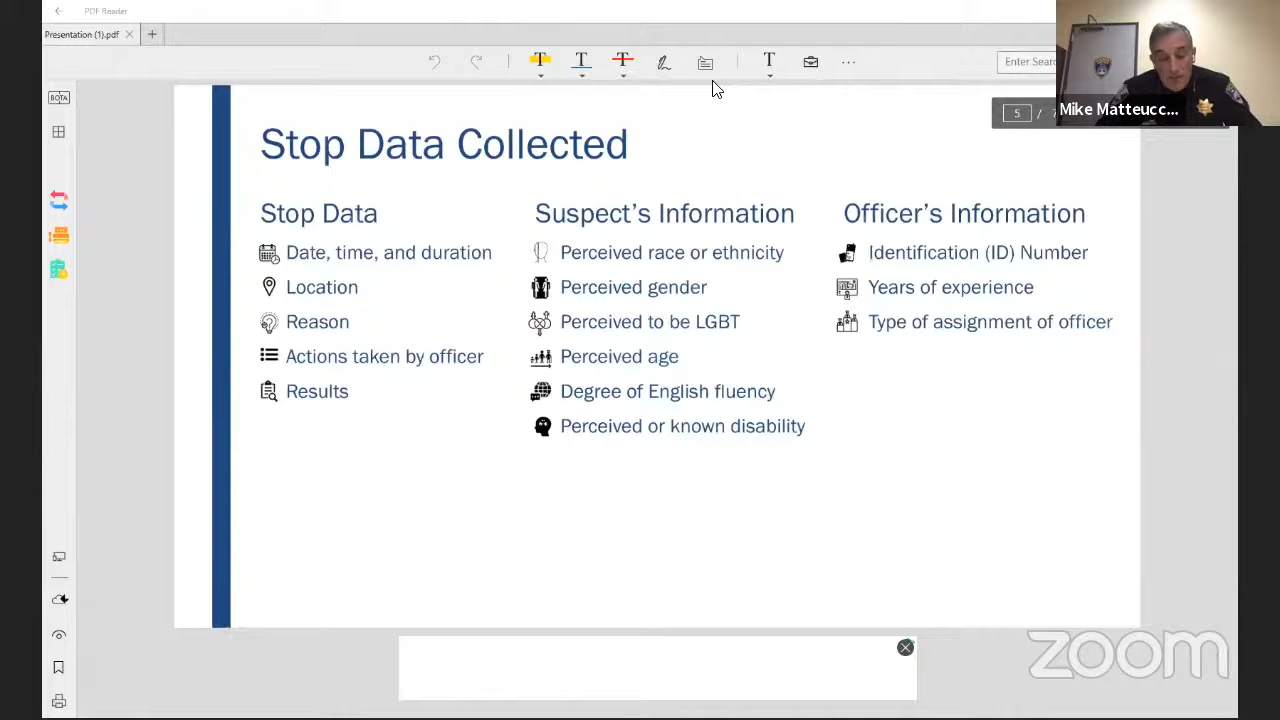 PDF Reader
Presentation (1).pdf
Enter Sear
BOTA
5 / 7
Mike Matteucc...
Stop Data Collected
Stop Data
Date, time, and duration
Location
Reason
Actions taken by officer
Results
Suspect's Information
Perceived race or ethnicity
Perceived gender
Perceived to be LGBT
Perceived age
Degree of English fluency
Perceived or known disability
Officer's Information
Identification (ID) Number
Years of experience
Type of assignment of officer
zoom